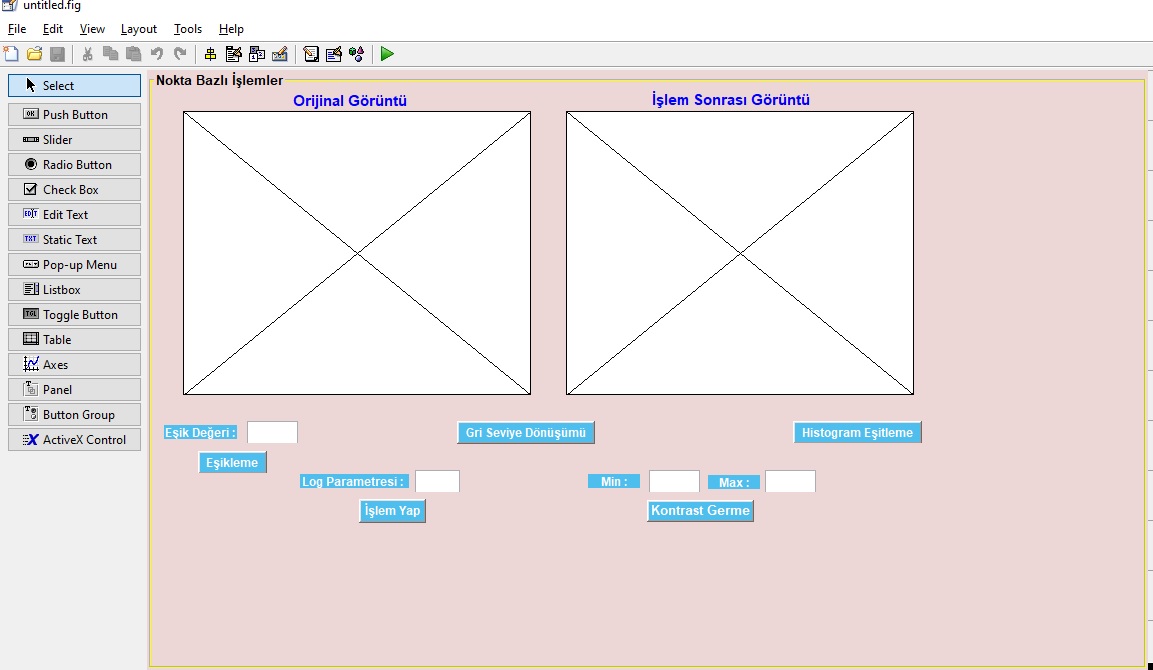 untitled.fig
File Edit View Layout Tools Help
Select
Push Button
Slider
Radio Button
Check Box
Edit Text
Static Text
Pop-up Menu
Listbox
Toggle Button
Table
Axes
Panel
Button Group
ActiveX Control
Nokta Bazlı İşlemler
Orijinal Görüntü İşlem Sonrası Görüntü
Eşik Değeri : Gri Seviye Dönüşümü Histogram Eşitleme
Eşikleme
Log Parametresi : Min : Max :
İşlem Yap Kontrast Germe